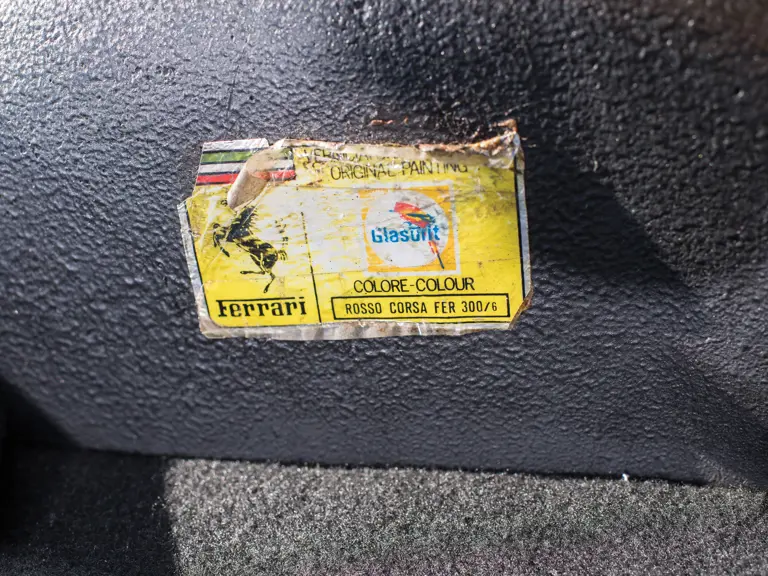 ORIGINAL PAINTING
Glasurit
COLORE-COLOUR
ROSSO CORSA FER 300/6
Ferrari